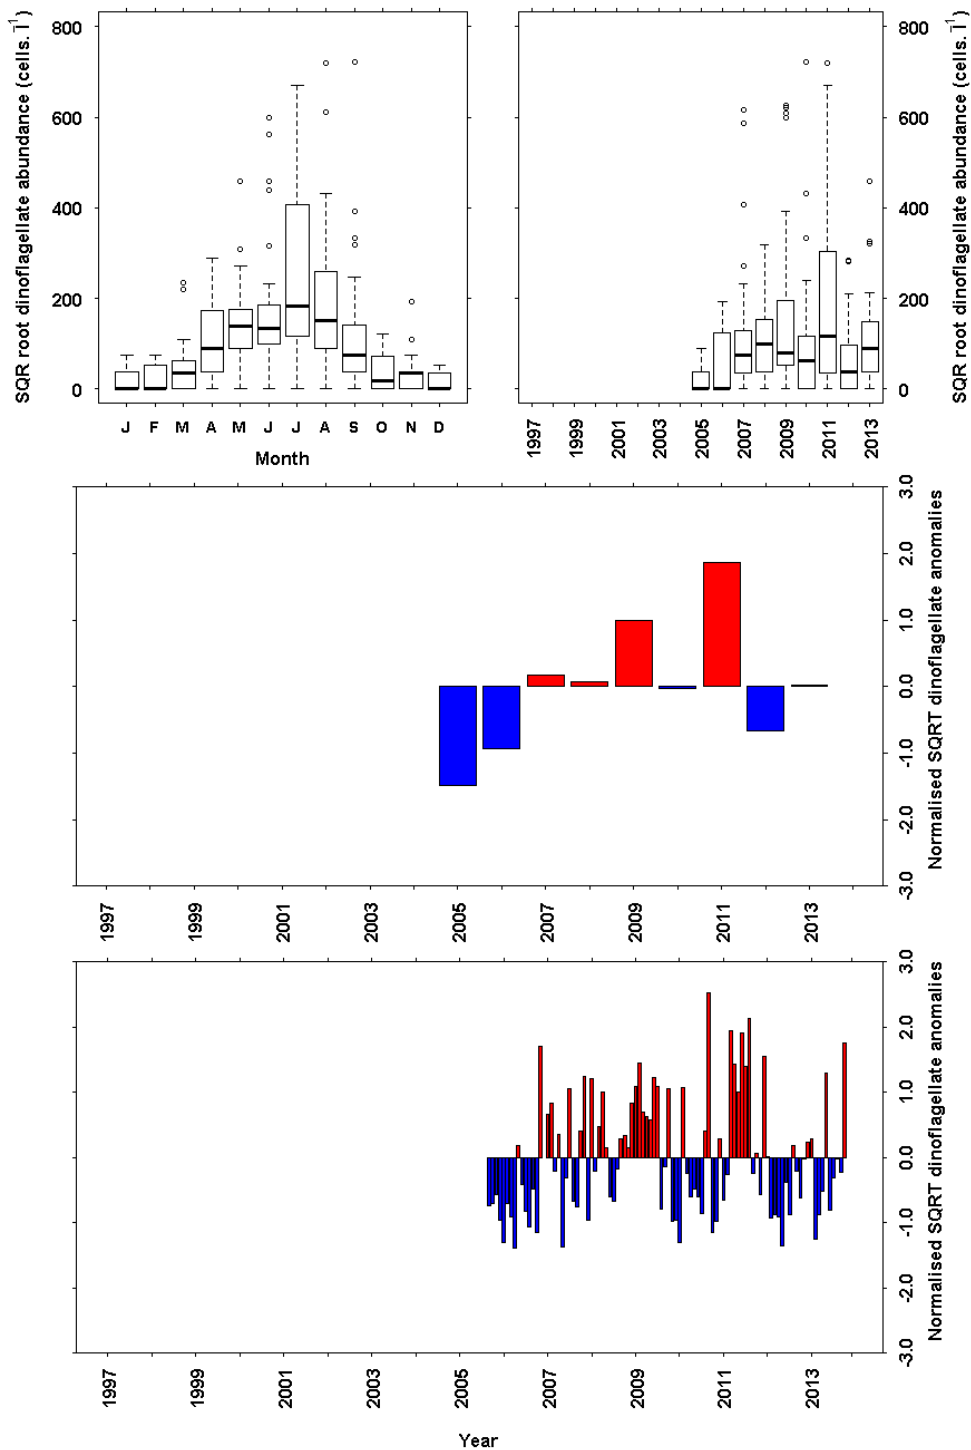 SQR root dinoflagellate abundance (cells. l⁻¹)
800
600
400
200
0
J F M A M J J A S O N D
Month
800
600
400
200
0
SQR root dinoflagellate abundance (cells. l⁻¹)
1997 1999 2001 2003 2005 2007 2009 2011 2013
3.0
2.0
1.0
0.0
-1.0
-2.0
-3.0
Normalised SQRT dinoflagellate anomalies
1997 1999 2001 2003 2005 2007 2009 2011 2013
3.0
2.0
1.0
0.0
-1.0
-2.0
-3.0
Normalised SQRT dinoflagellate anomalies
1997 1999 2001 2003 2005 2007 2009 2011 2013
Year